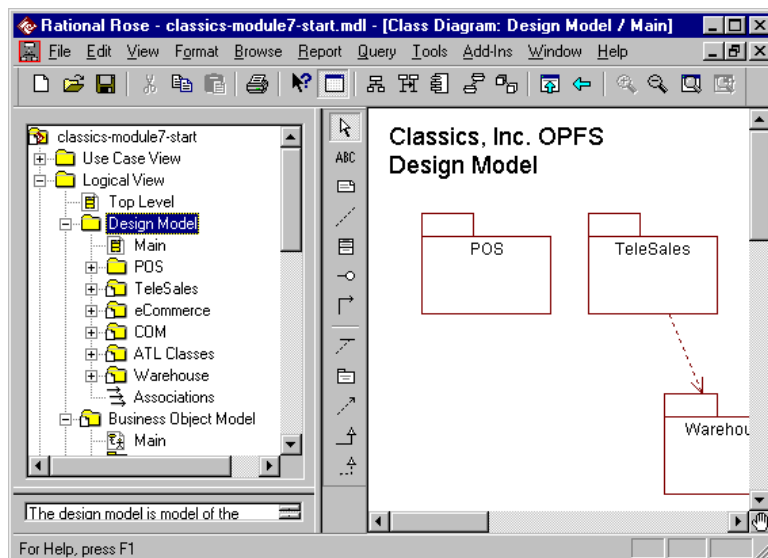 Rational Rose - classics-module7-start.mdl - [Class Diagram: Design Model / Main]
File Edit View Format Browse Report Query Tools Add-Ins Window Help
classics-module7-start
Use Case View
Logical View
Top Level
Design Model
Main
POS
TeleSales
eCommerce
COM
ATL Classes
Warehouse
Associations
Business Object Model
Main
The design model is model of the
ABC
Classics, Inc. OPFS
Design Model
POS
TeleSales
Warehou
For Help, press F1